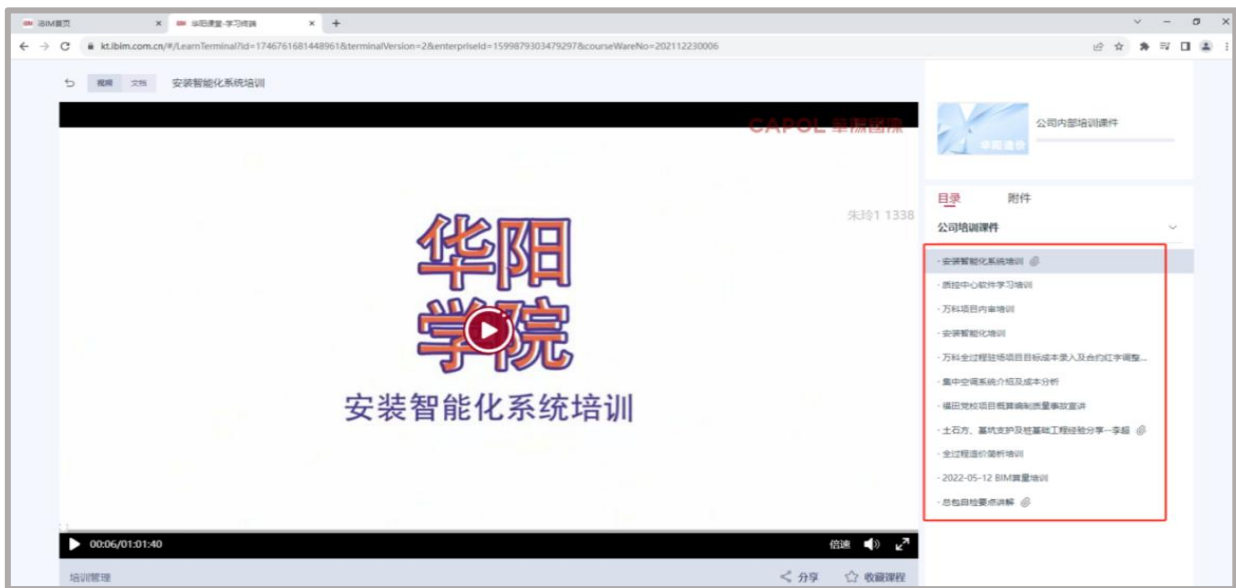 iBIM首页
华阳课堂-学习终端
kt.ibim.com.cn/#/LearnTerminal?id=1746761681448961&terminalVersion=2&enterpriseId=1599879303479297&courseWareNo=202112230006
视频 文档 安装智能化系统培训
CAPOL 华阳国际
朱玲1 1338
华阳
学院
安装智能化系统培训
00:06/01:01:40
倍速
培训管理
分享 收藏课程
华阳造价
公司内部培训课件
目录 附件
公司培训课件
· 安装智能化系统培训
· 质控中心软件学习培训
· 万科项目内审培训
· 安装智能化培训
· 万科全过程驻场项目目标成本录入及合约红字调整...
· 集中空调系统介绍及成本分析
· 福田党校项目概算编制质量事故宣讲
· 土石方、基坑支护及桩基础工程经验分享—李超
· 全过程造价简析培训
· 2022-05-12 BIM算量培训
· 总包自检要点讲解